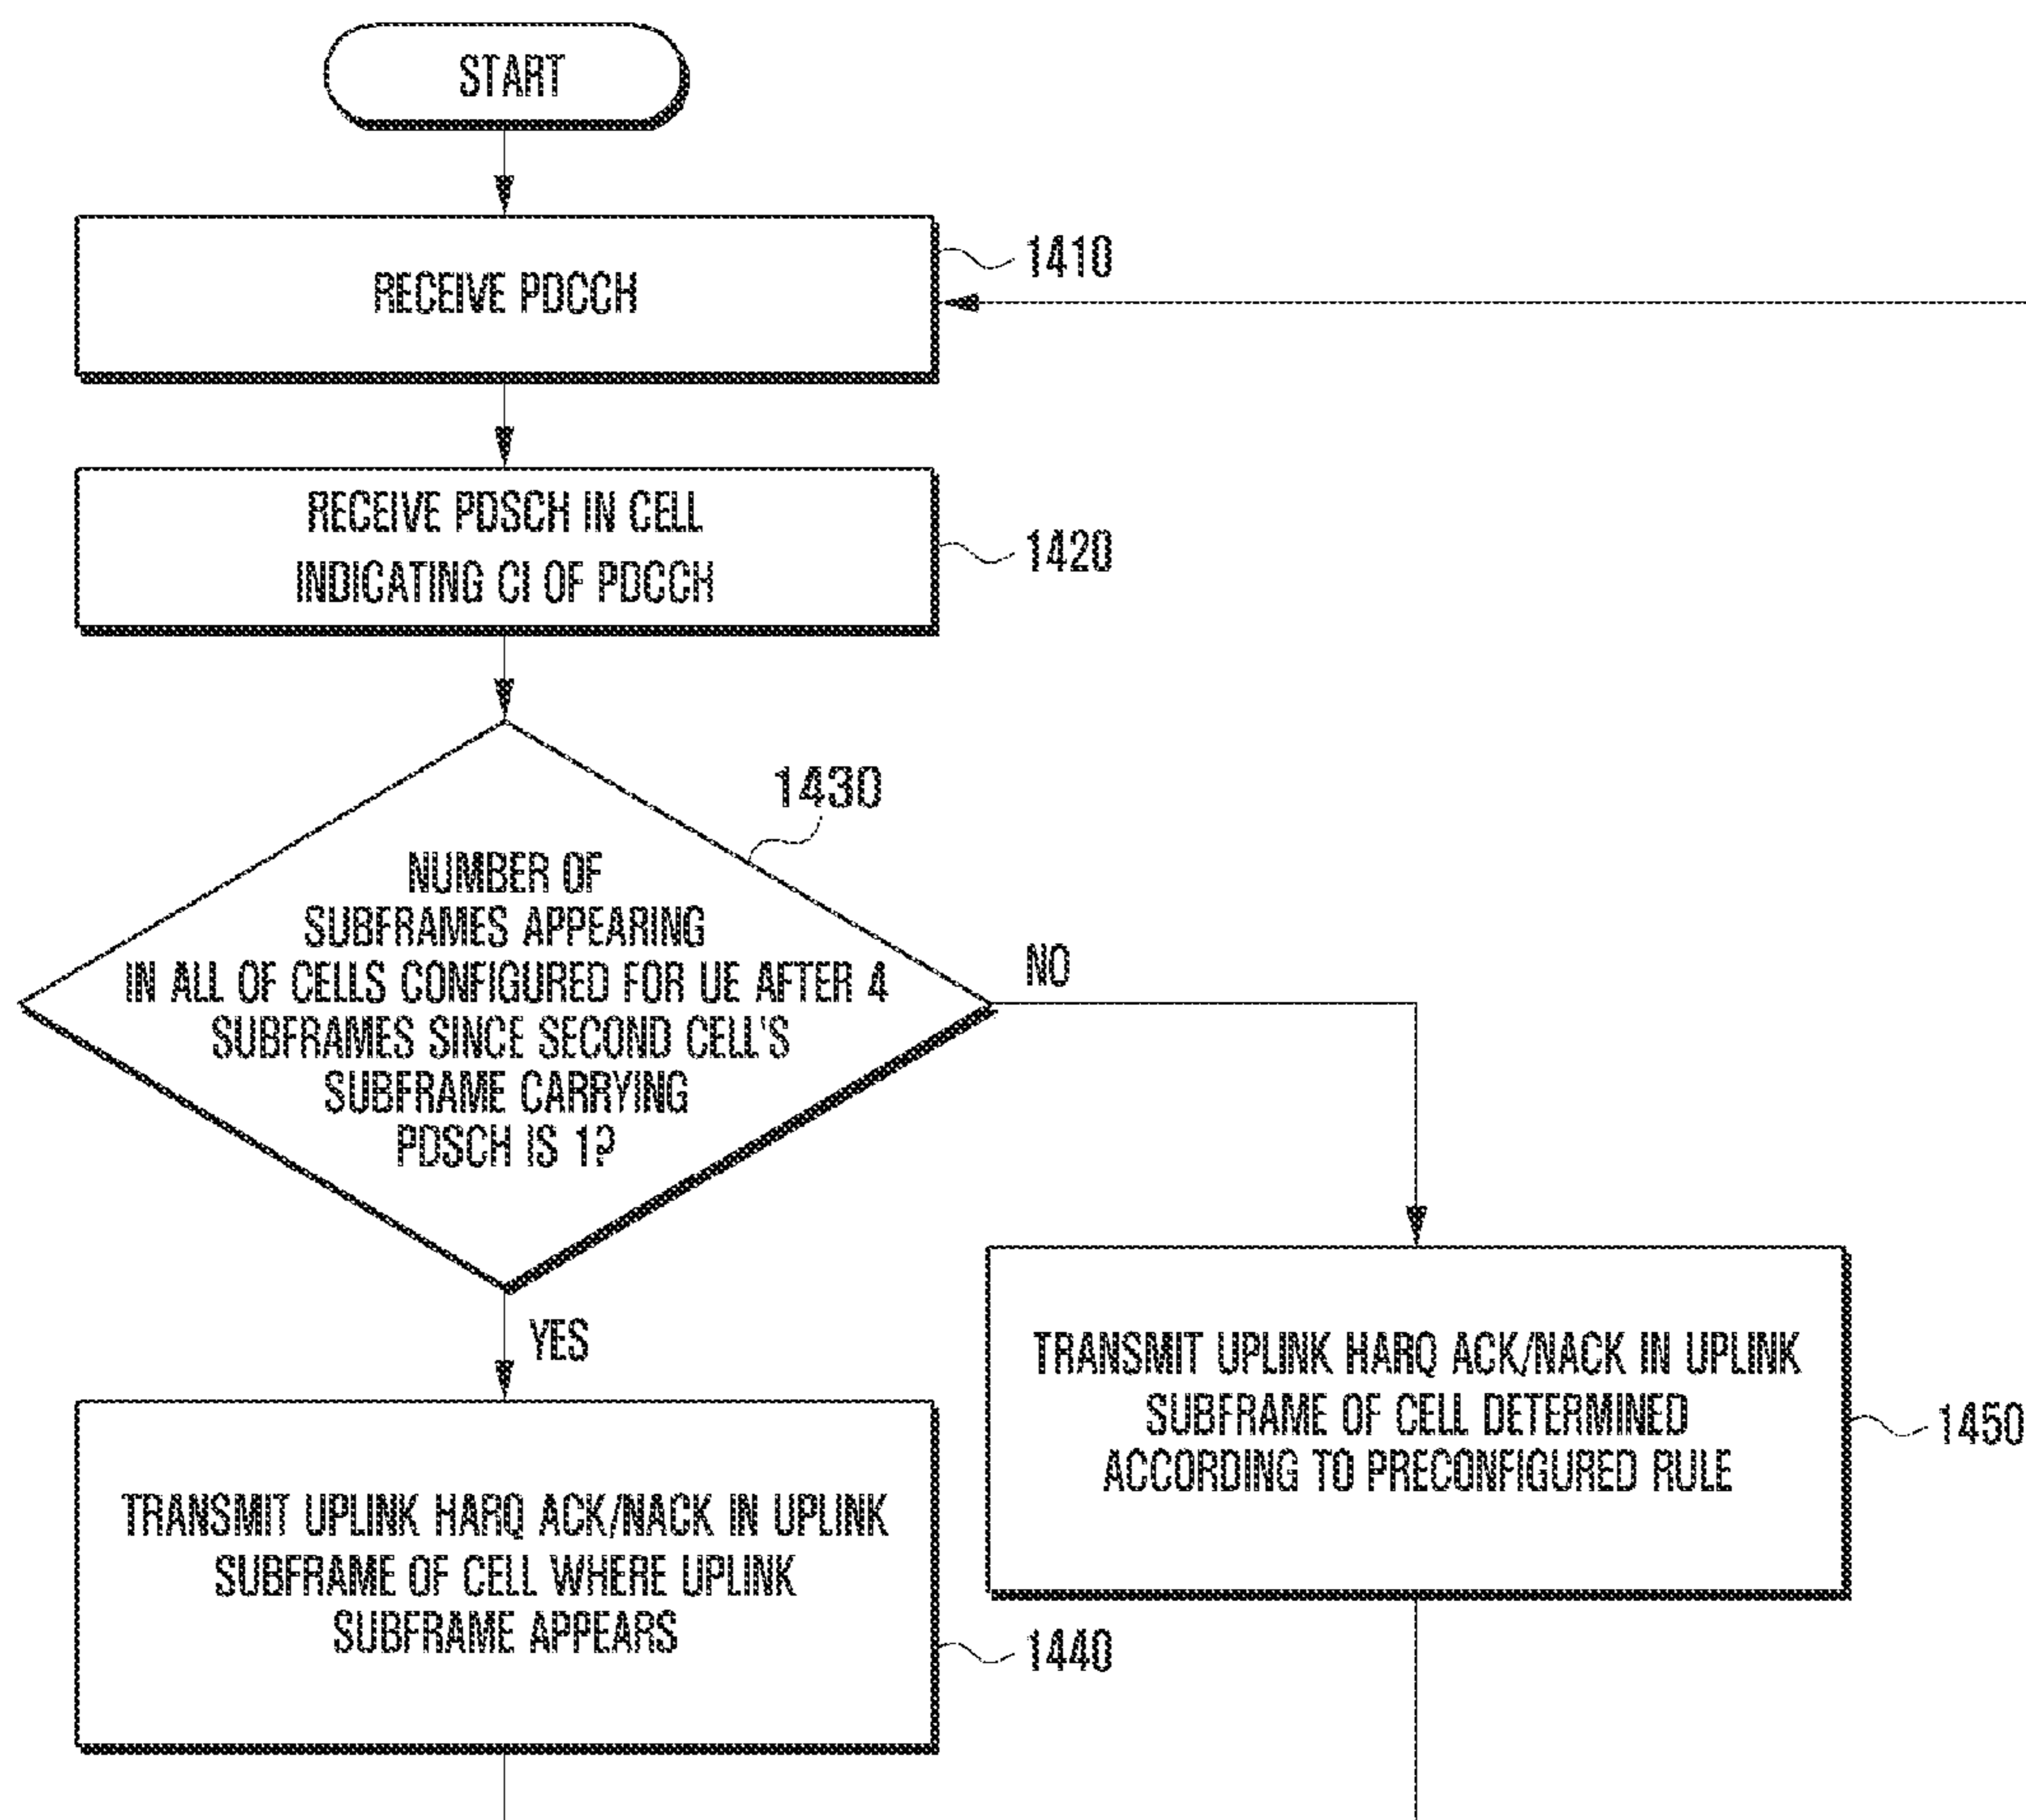 START
RECEIVE PDCCH
1410
RECEIVE PDSCH IN CELL
INDICATING CI OF PDCCH
1420
1430
NUMBER OF
SUBFRAMES APPEARING
IN ALL OF CELLS CONFIGURED FOR UE AFTER 4
SUBFRAMES SINCE SECOND CELL'S
SUBFRAME CARRYING
PDSCH IS 1?
NO
YES
TRANSMIT UPLINK HARQ ACK/NACK IN UPLINK
SUBFRAME OF CELL WHERE UPLINK
SUBFRAME APPEARS
1440
TRANSMIT UPLINK HARQ ACK/NACK IN UPLINK
SUBFRAME OF CELL DETERMINED
ACCORDING TO PRECONFIGURED RULE
1450